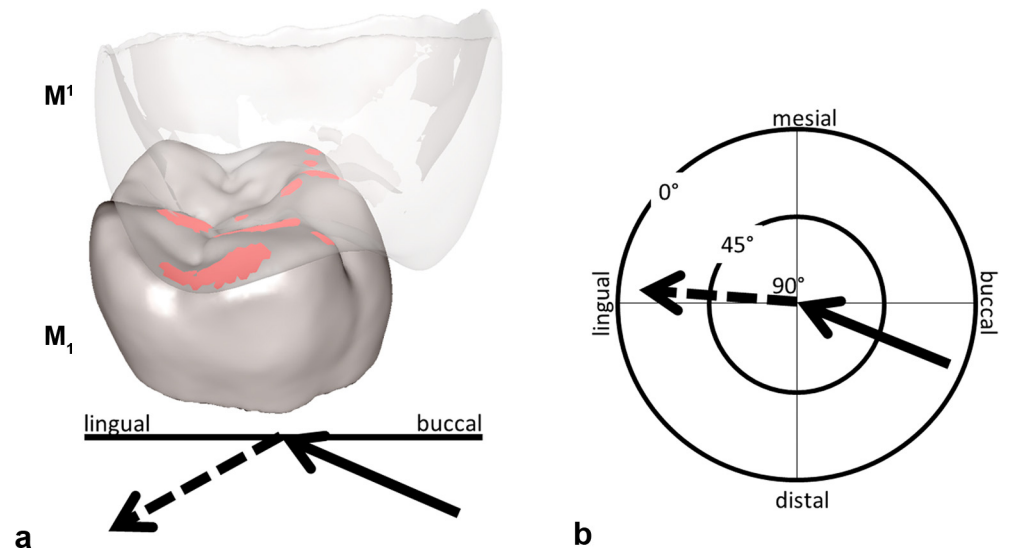 M¹
M₁
lingual
buccal
a
mesial
0°
45°
90°
lingual
buccal
distal
b